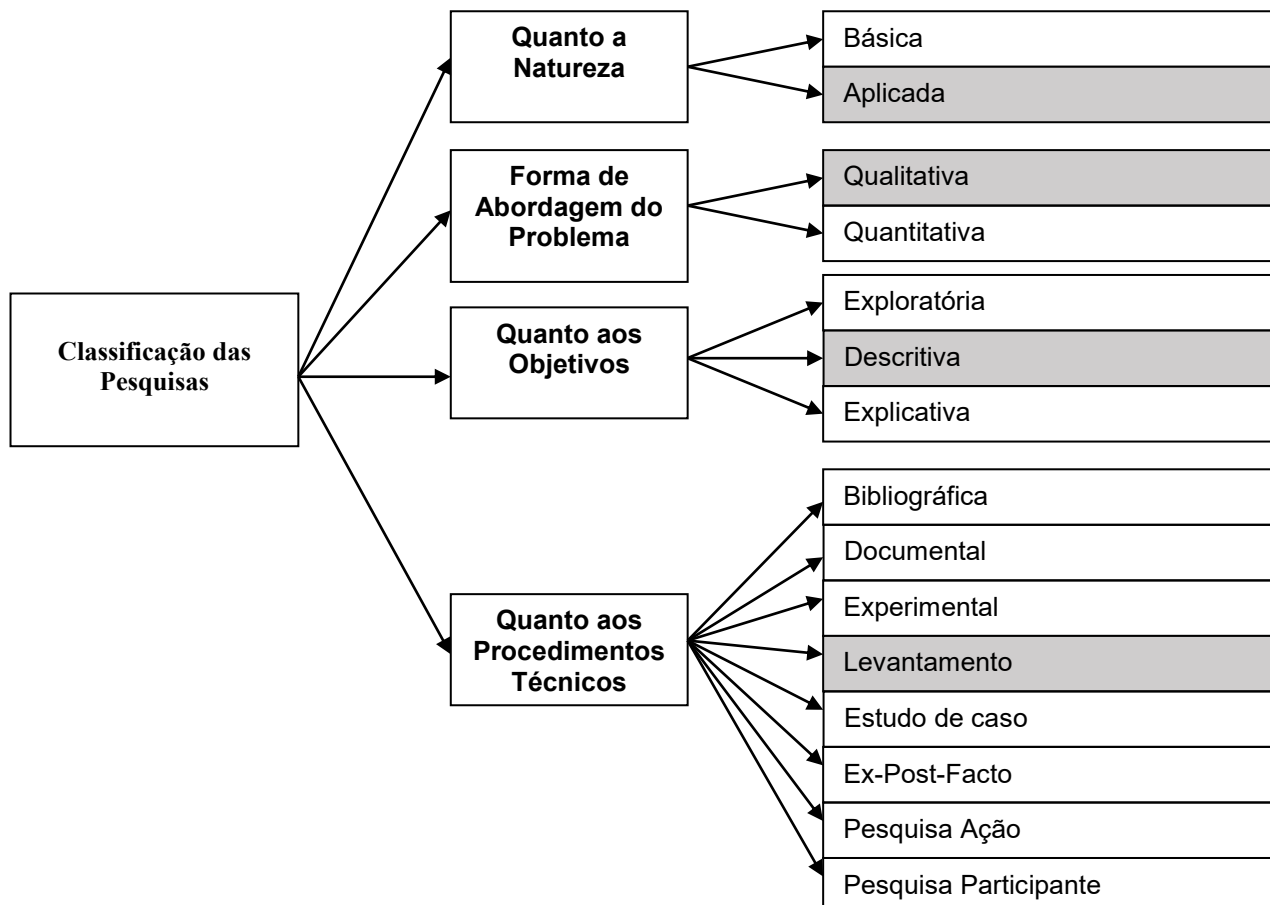 Classificação das
Pesquisas
Quanto a
Natureza
Básica
Aplicada
Forma de
Abordagem do
Problema
Qualitativa
Quantitativa
Quanto aos
Objetivos
Exploratória
Descritiva
Explicativa
Quanto aos
Procedimentos
Técnicos
Bibliográfica
Documental
Experimental
Levantamento
Estudo de caso
Ex-Post-Facto
Pesquisa Ação
Pesquisa Participante